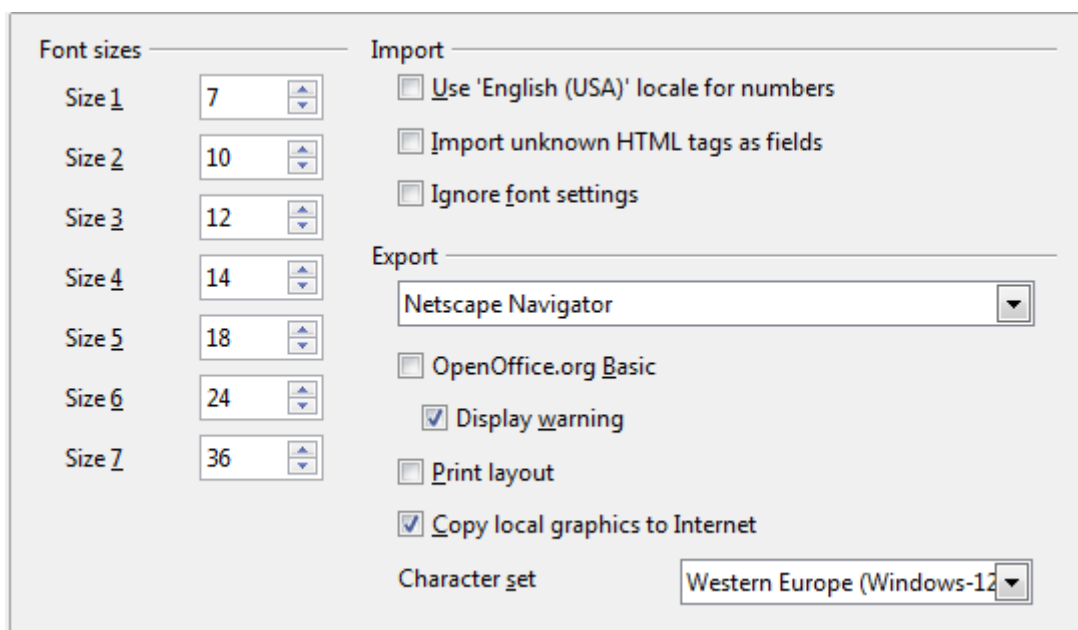 Font sizes
Size 1 7
Size 2 10
Size 3 12
Size 4 14
Size 5 18
Size 6 24
Size 7 36
Import
Use 'English (USA)' locale for numbers
Import unknown HTML tags as fields
Ignore font settings
Export
Netscape Navigator
OpenOffice.org Basic
Display warning
Print layout
Copy local graphics to Internet
Character set Western Europe (Windows-12